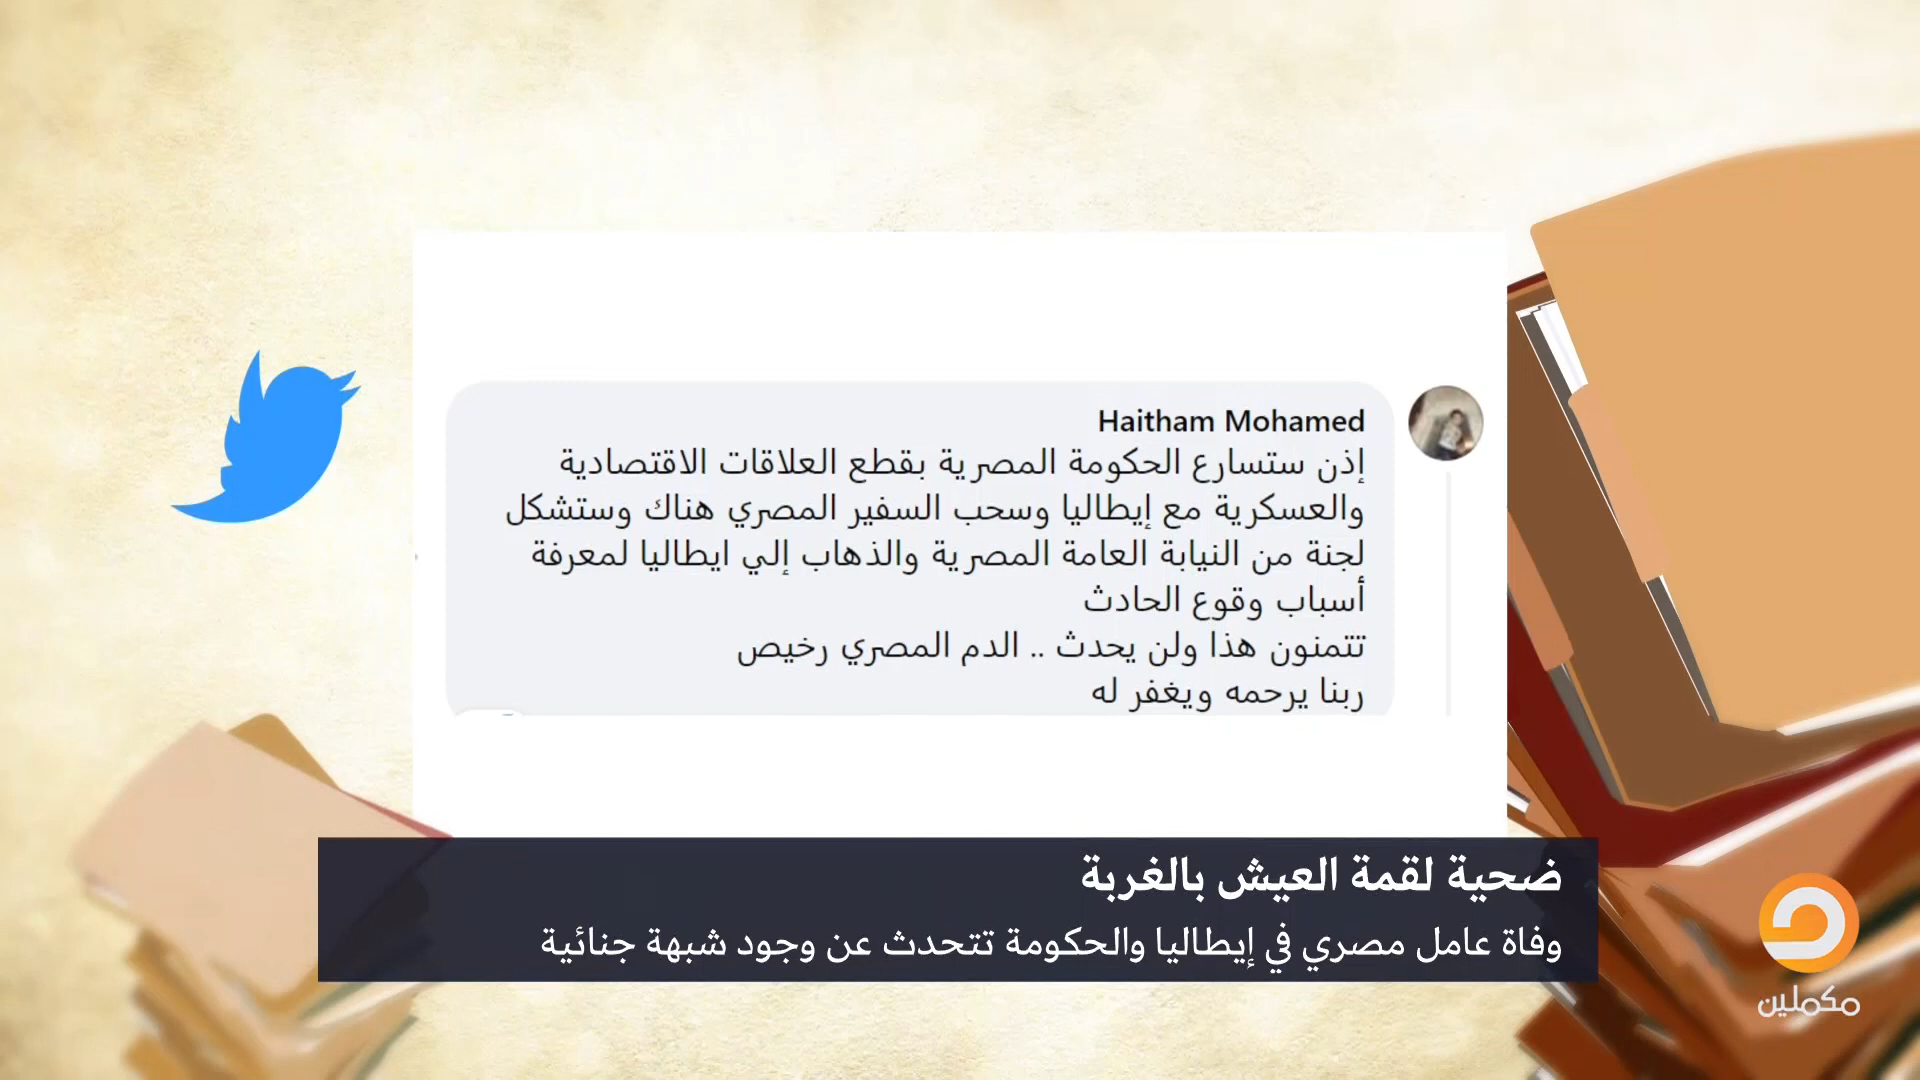 Haitham Mohamed
إذن ستسارع الحكومة المصرية بقطع العلاقات الاقتصادية
والعسكرية مع إيطاليا وسحب السفير المصري هناك وستشكل
لجنة من النيابة العامة المصرية والذهاب إلي ايطاليا لمعرفة
أسباب وقوع الحادث
تتمنون هذا ولن يحدث .. الدم المصري رخيص
ربنا يرحمه ويغفر له
ضحية لقمة العيش بالغربة
وفاة عامل مصري في إيطاليا والحكومة تتحدث عن وجود شبهة جنائية
مكملين